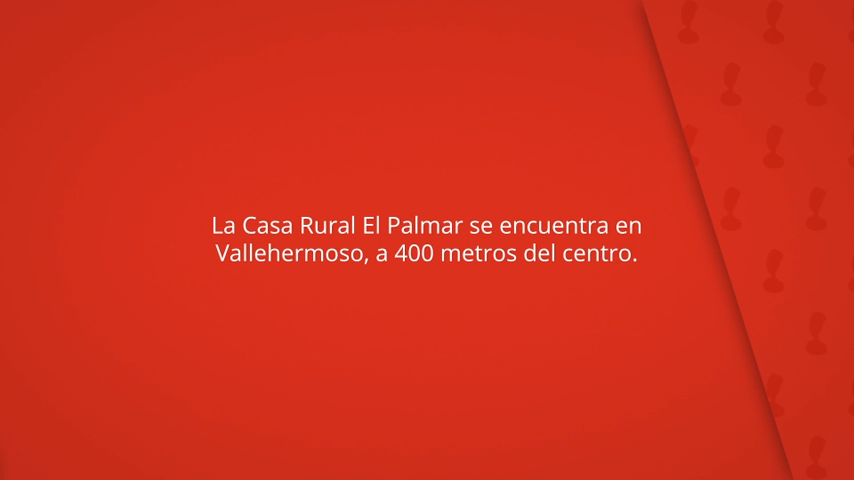 La Casa Rural El Palmar se encuentra en
Vallehermoso, a 400 metros del centro.